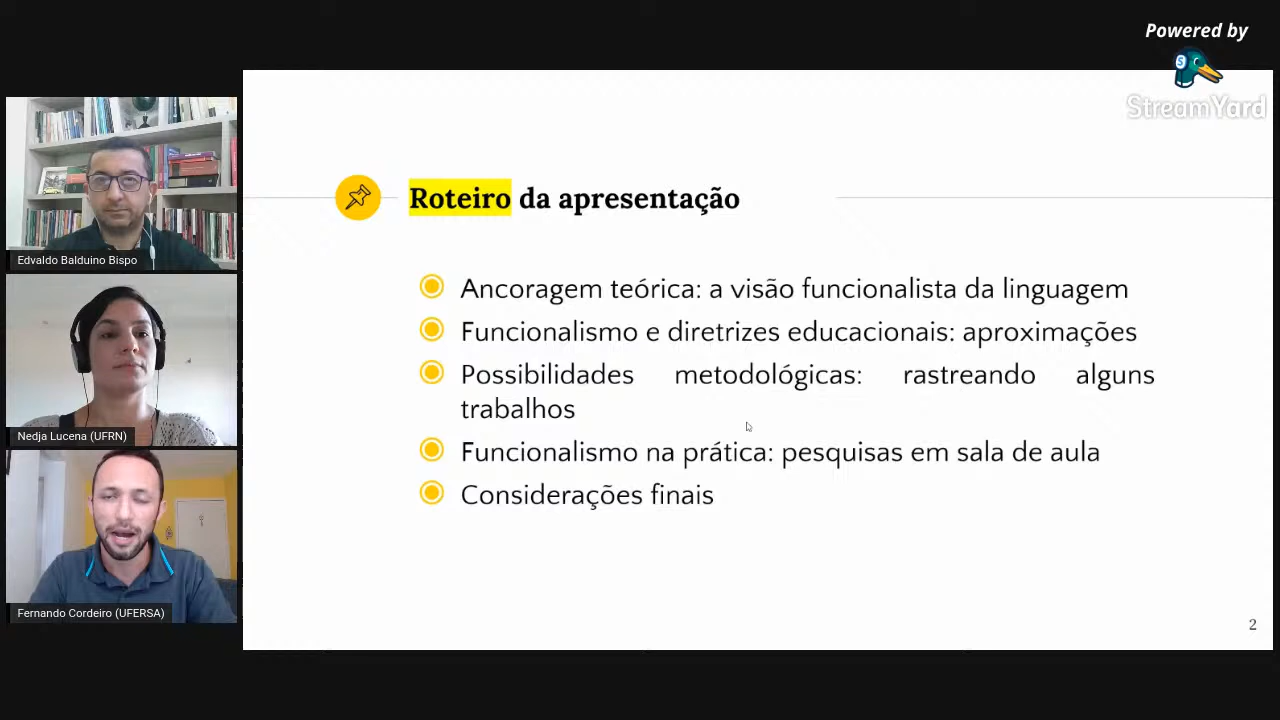 Powered by
StreamYard
Roteiro da apresentação
Ancoragem teórica: a visão funcionalista da linguagem
Funcionalismo e diretrizes educacionais: aproximações
Possibilidades metodológicas: rastreando alguns
trabalhos
Funcionalismo na prática: pesquisas em sala de aula
Considerações finais
2
Edvaldo Balduino Bispo
Nedja Lucena (UFRN)
Fernando Cordeiro (UFERSA)